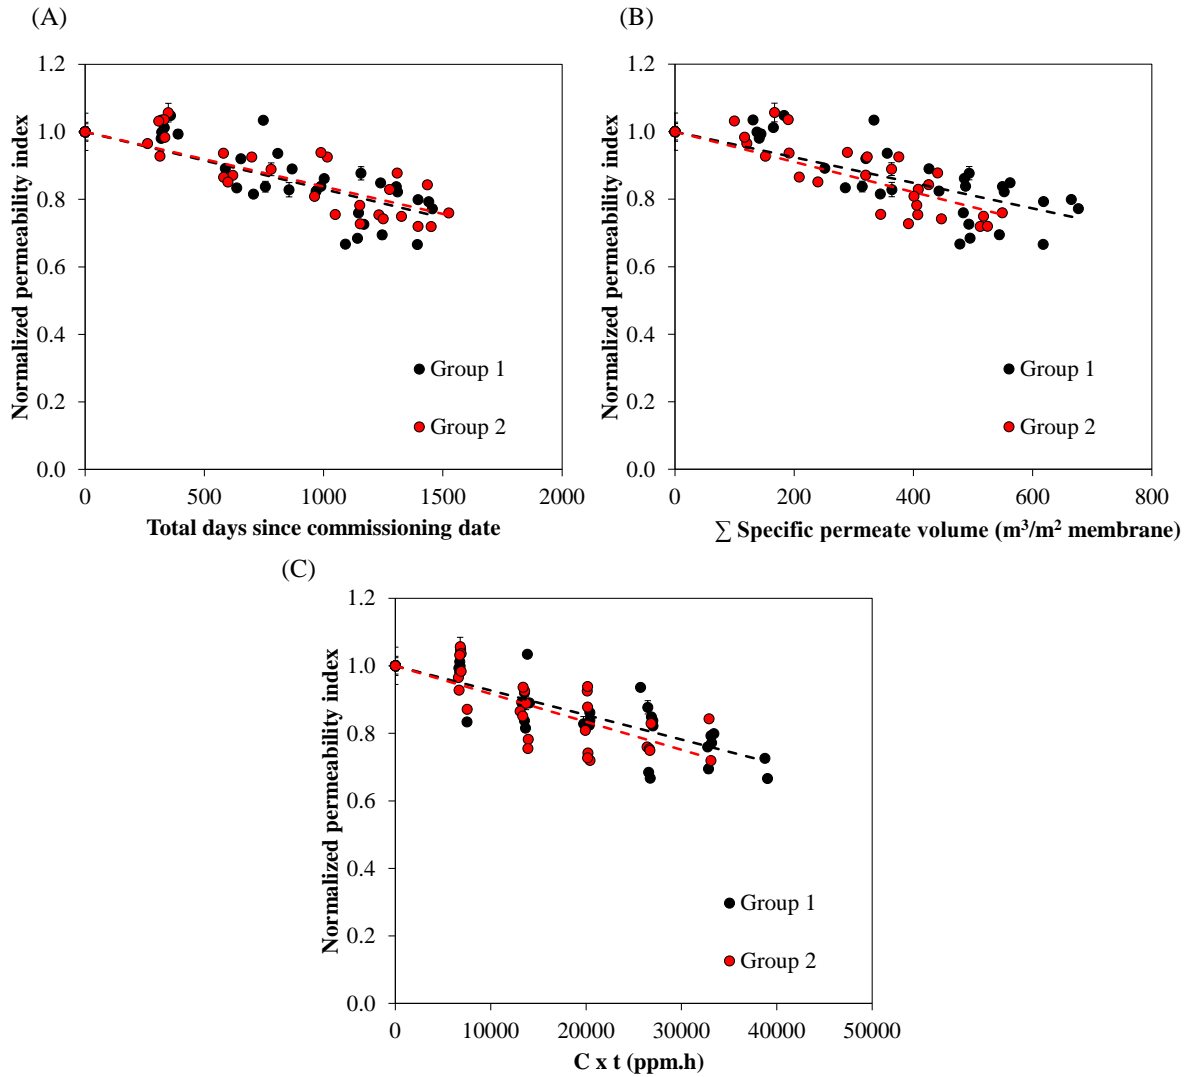 (A)
1.2
1.0
0.8
0.6
0.4
0.2
0.0
Normalized permeability index
Group 1
Group 2
0 500 1000 1500 2000
Total days since commissioning date
(B)
1.2
1.0
0.8
0.6
0.4
0.2
0.0
Normalized permeability index
Group 1
Group 2
0 200 400 600 800
∑ Specific permeate volume (m³/m² membrane)
(C)
1.2
1.0
0.8
0.6
0.4
0.2
0.0
Normalized permeability index
Group 1
Group 2
0 10000 20000 30000 40000 50000
C x t (ppm.h)